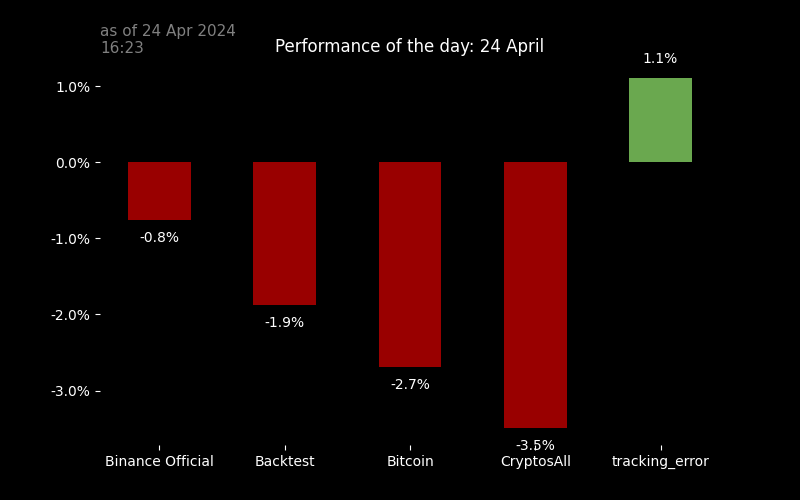 as of 24 Apr 2024
16:23
Performance of the day: 24 April
1.1%
1.0%
0.0%
-1.0%
-0.8%
-2.0%
-1.9%
-3.0%
-2.7%
-3.5%
Binance Official
Backtest
Bitcoin
CryptosAll
tracking_error